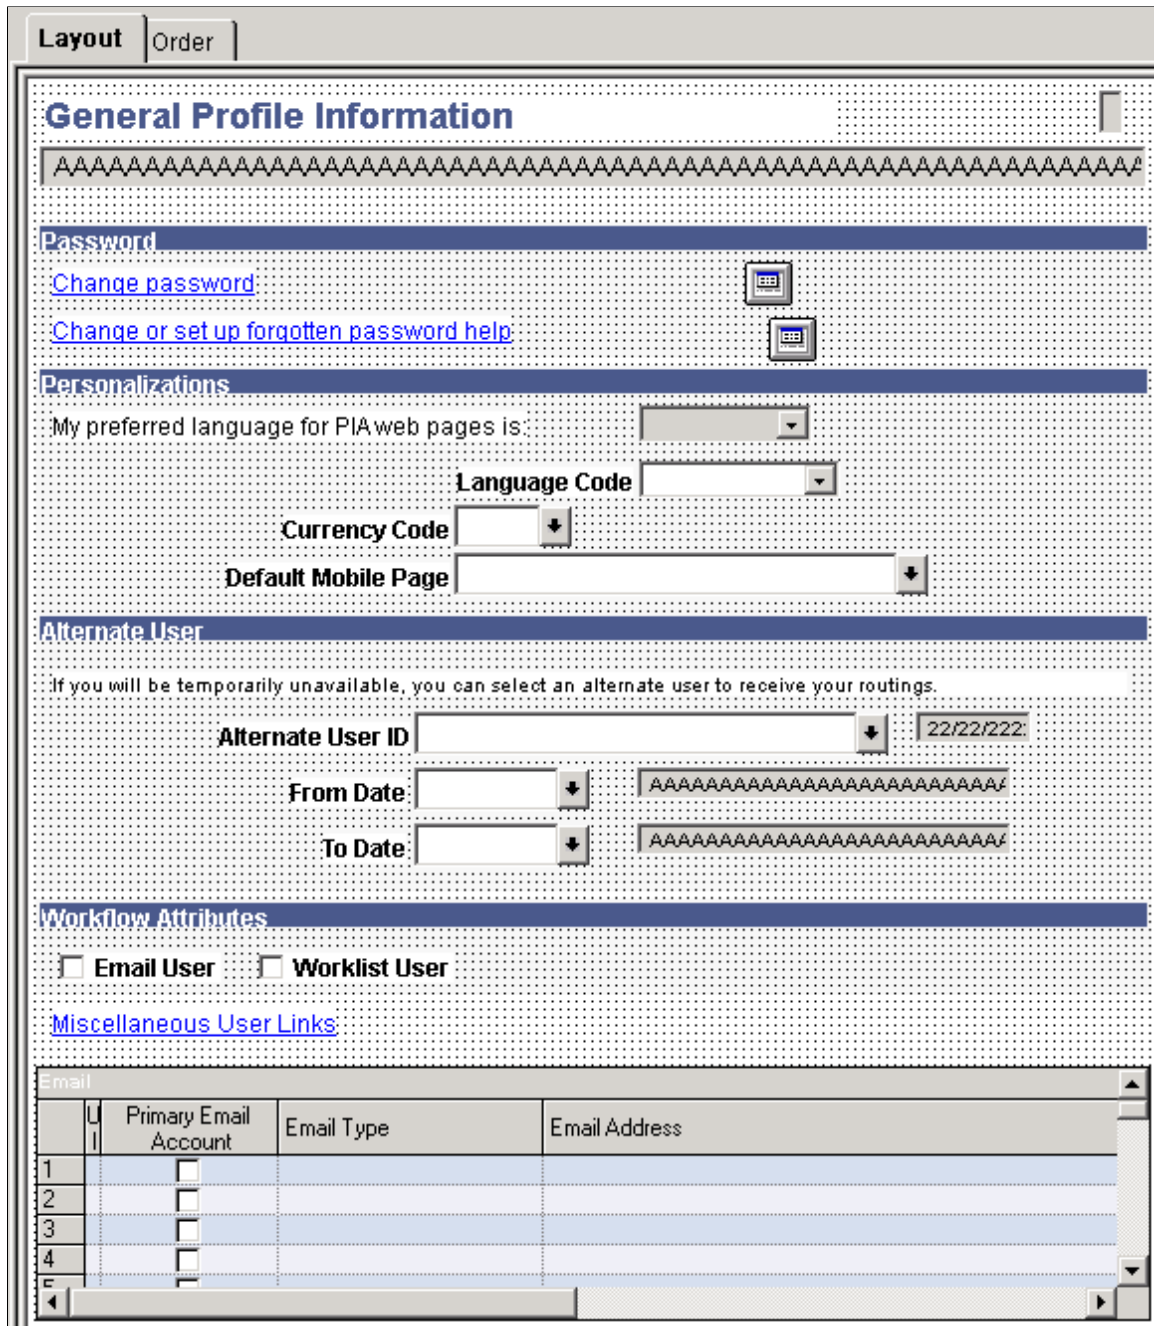 Layout Order
General Profile Information
AAAAAAAAAAAAAAAAAAAAAAAAAAAAAAAAAAAAAAAAAAAAAAAAAAAAAAAAAAA
Password
Change password
Change or set up forgotten password help
Personalizations
My preferred language for PIA web pages is:
Language Code
Currency Code
Default Mobile Page
Alternate User
If you will be temporarily unavailable, you can select an alternate user to receive your routings.
Alternate User ID 22/22/222
From Date AAAAAAAAAAAAAAAAAAAAAAAAA
To Date AAAAAAAAAAAAAAAAAAAAAAAAA
Workflow Attributes
Email User Worklist User
Miscellaneous User Links
Email
U Primary Email Email Type Email Address
I Account
1
2
3
4
5